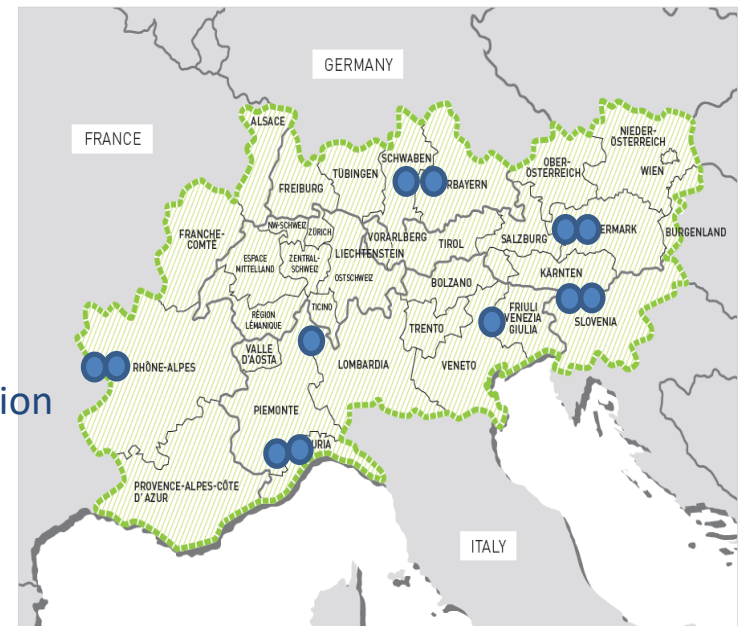 GERMANY
FRANCE
ALSACE
NIEDER-
ÖSTERREICH
WIEN
OBER-
ÖSTERREICH
SCHWABEN
TÜBINGEN
FREIBURG
RBAYERN
FRANCHE-
COMTÉ
NW-SCHWEIZ
ZÜRICH
VORARLBERG
LIECHTENSTEIN
TIROL
SALZBURG
ERMARK
BURGENLAND
ESPACE
MITTELLAND
ZENTRAL-
SCHWEIZ
OSTSCHWEIZ
BOLZANO
KÄRNTEN
RÉGION
LÉMANIQUE
TICINO
TRENTO
FRIULI
VENEZIA
GIULIA
SLOVENIA
VALLE
D'AOSTA
RHÔNE-ALPES
LOMBARDIA
VENETO
ion
PIEMONTE
URIA
PROVENCE-ALPES-CÔTE
D'AZUR
ITALY